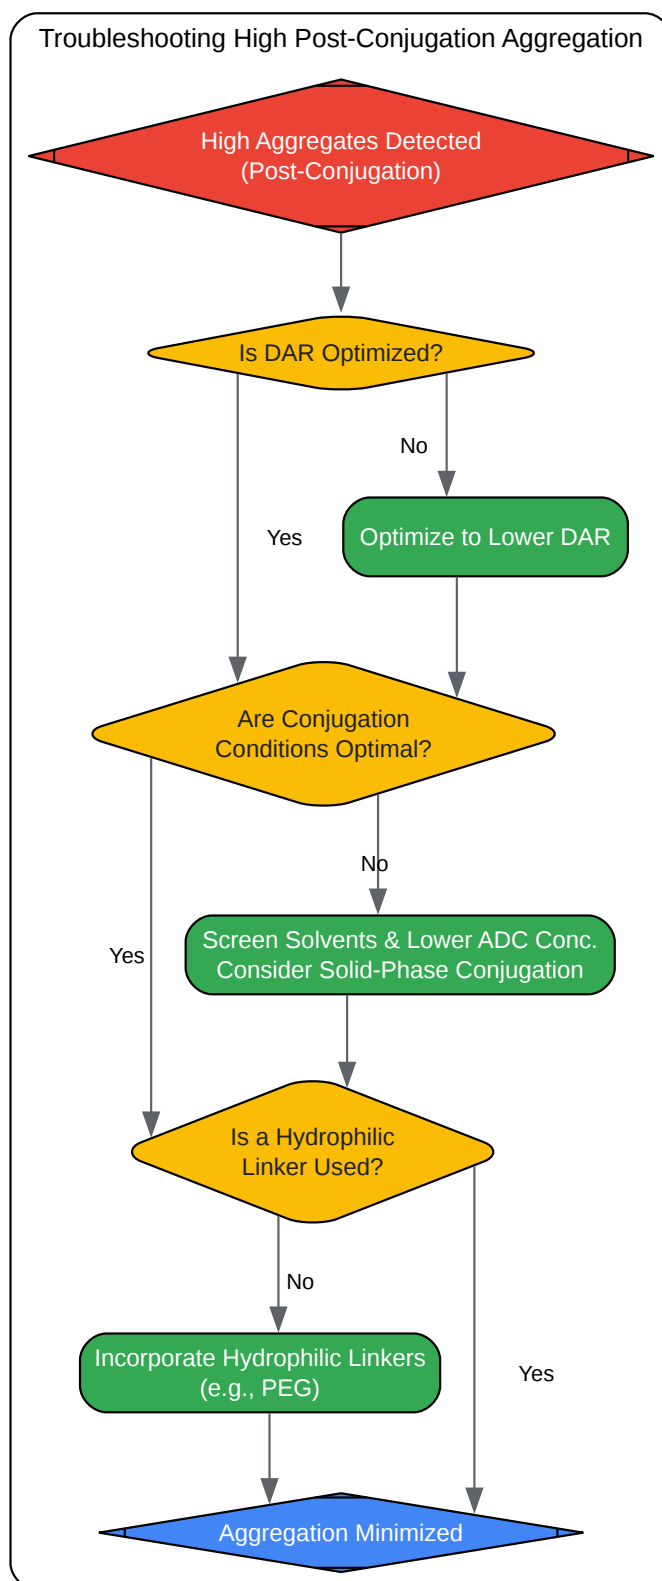 Troubleshooting High Post-Conjugation Aggregation
High Aggregates Detected
(Post-Conjugation)
Is DAR Optimized?
No
Yes
Optimize to Lower DAR
Are Conjugation
Conditions Optimal?
No
Yes
Screen Solvents & Lower ADC Conc.
Consider Solid-Phase Conjugation
Is a Hydrophilic
Linker Used?
No
Incorporate Hydrophilic Linkers
(e.g., PEG)
Yes
Aggregation Minimized